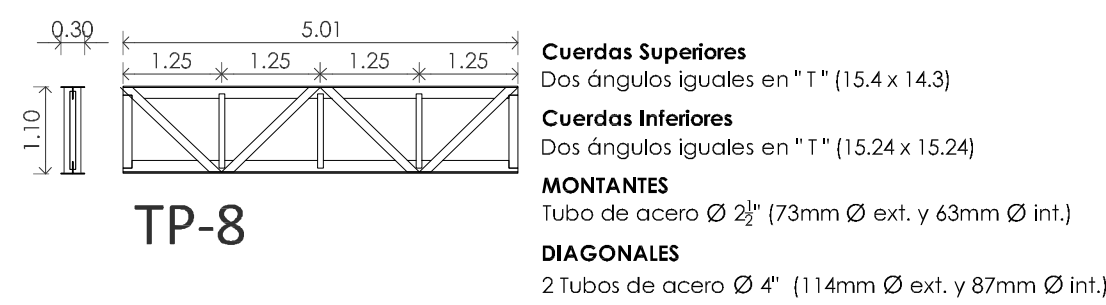 0.30
5.01
1.25 1.25 1.25 1.25
1.10
TP-8
Cuerdas Superiores
Dos ángulos iguales en " T " (15.4 x 14.3)
Cuerdas Inferiores
Dos ángulos iguales en " T " (15.24 x 15.24)
MONTANTES
Tubo de acero Ø 2½" (73mm Ø ext. y 63mm Ø int.)
DIAGONALES
2 Tubos de acero Ø 4" (114mm Ø ext. y 87mm Ø int.)